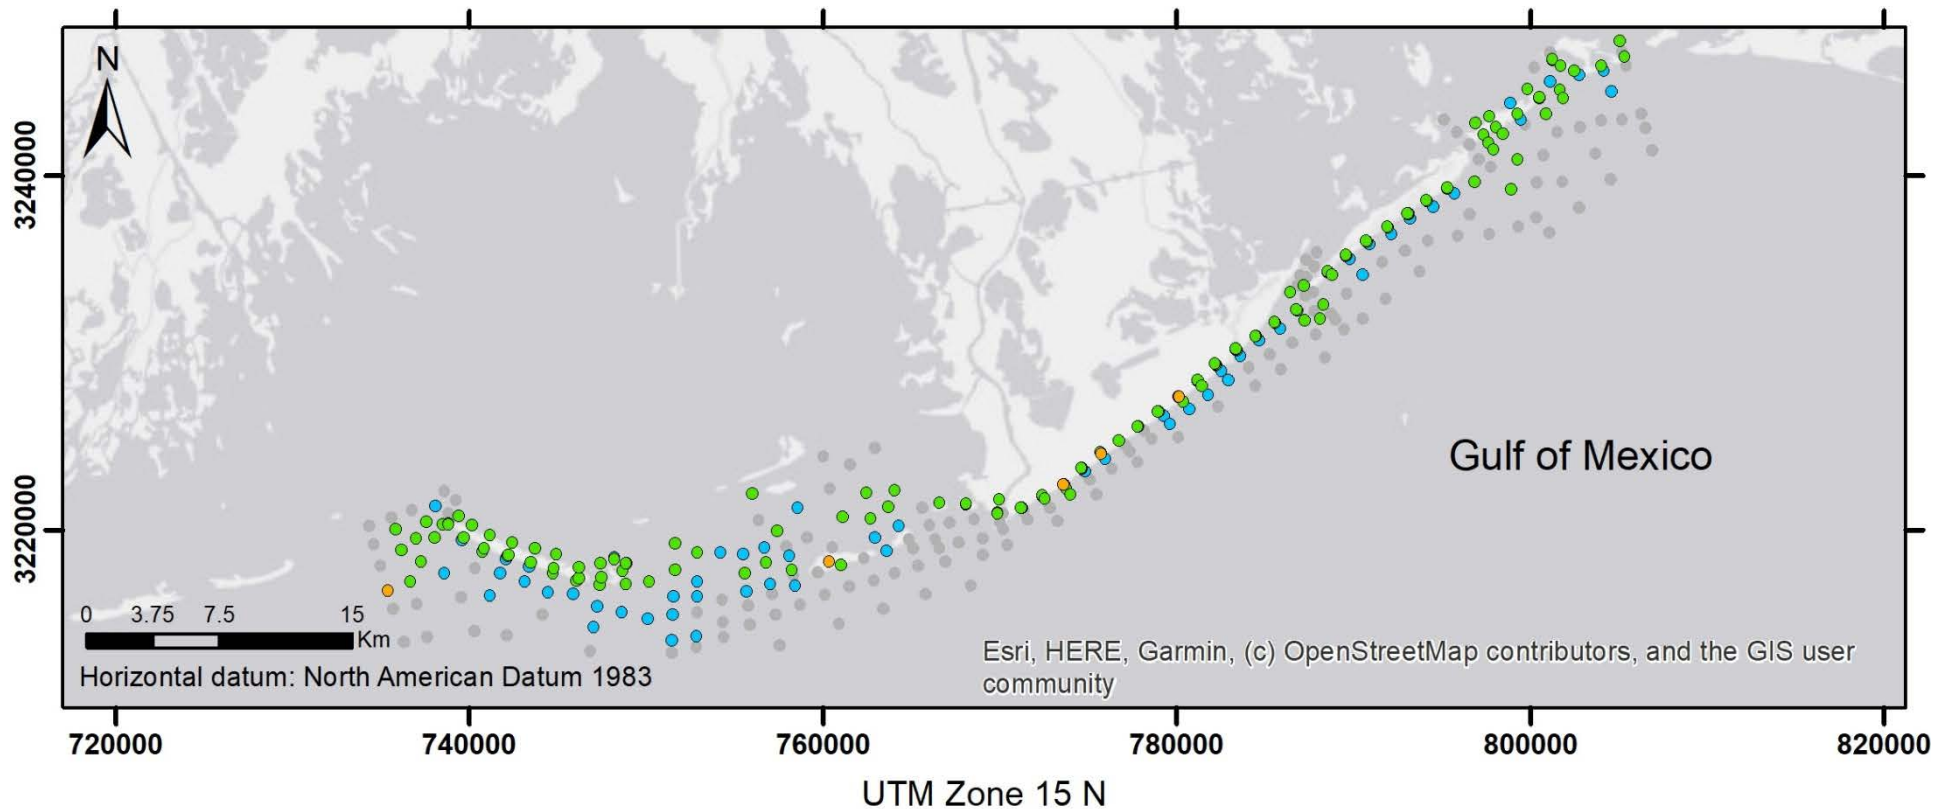 N
3240000
3220000
Gulf of Mexico
0 3.75 7.5 15
Km
Horizontal datum: North American Datum 1983
Esri, HERE, Garmin, (c) OpenStreetMap contributors, and the GIS user
community
720000 740000 760000 780000 800000 820000
UTM Zone 15 N